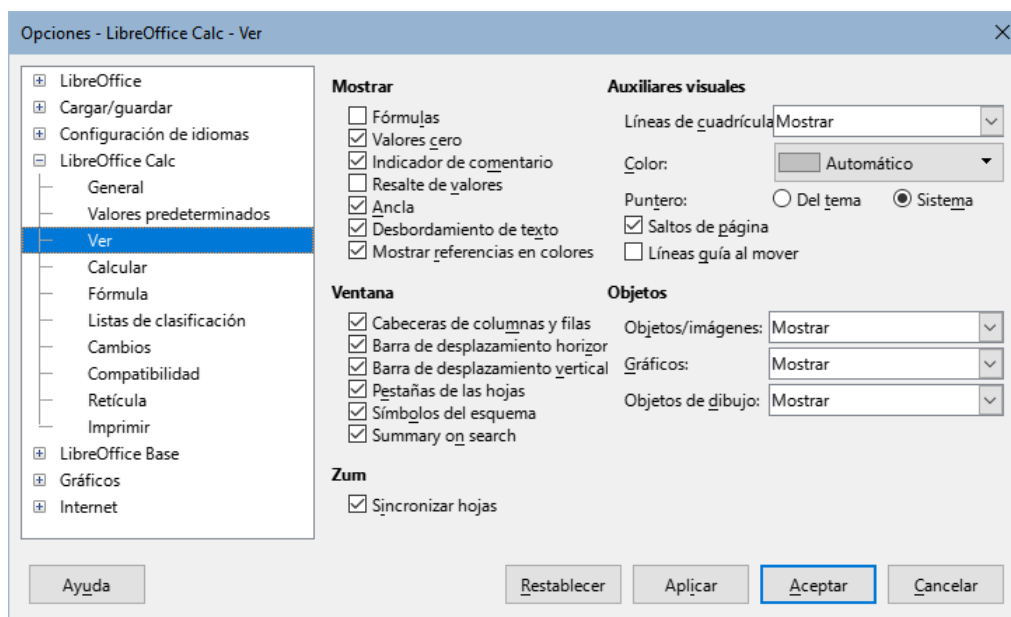 Opciones - LibreOffice Calc - Ver
LibreOffice
Cargar/guardar
Configuración de idiomas
LibreOffice Calc
General
Valores predeterminados
Ver
Calcular
Fórmula
Listas de clasificación
Cambios
Compatibilidad
Retícula
Imprimir
LibreOffice Base
Gráficos
Internet
Mostrar
Fórmulas
Valores cero
Indicador de comentario
Resalte de valores
Ancla
Desbordamiento de texto
Mostrar referencias en colores
Ventana
Cabeceras de columnas y filas
Barra de desplazamiento horizor
Barra de desplazamiento vertical
Pestañas de las hojas
Símbolos del esquema
Summary on search
Zum
Sincronizar hojas
Auxiliares visuales
Líneas de cuadrícula Mostrar
Color: Automático
Puntero: Del tema Sistema
Saltos de página
Líneas guía al mover
Objetos
Objetos/imágenes: Mostrar
Gráficos: Mostrar
Objetos de dibujo: Mostrar
Ayuda Restablecer Aplicar Aceptar Cancelar